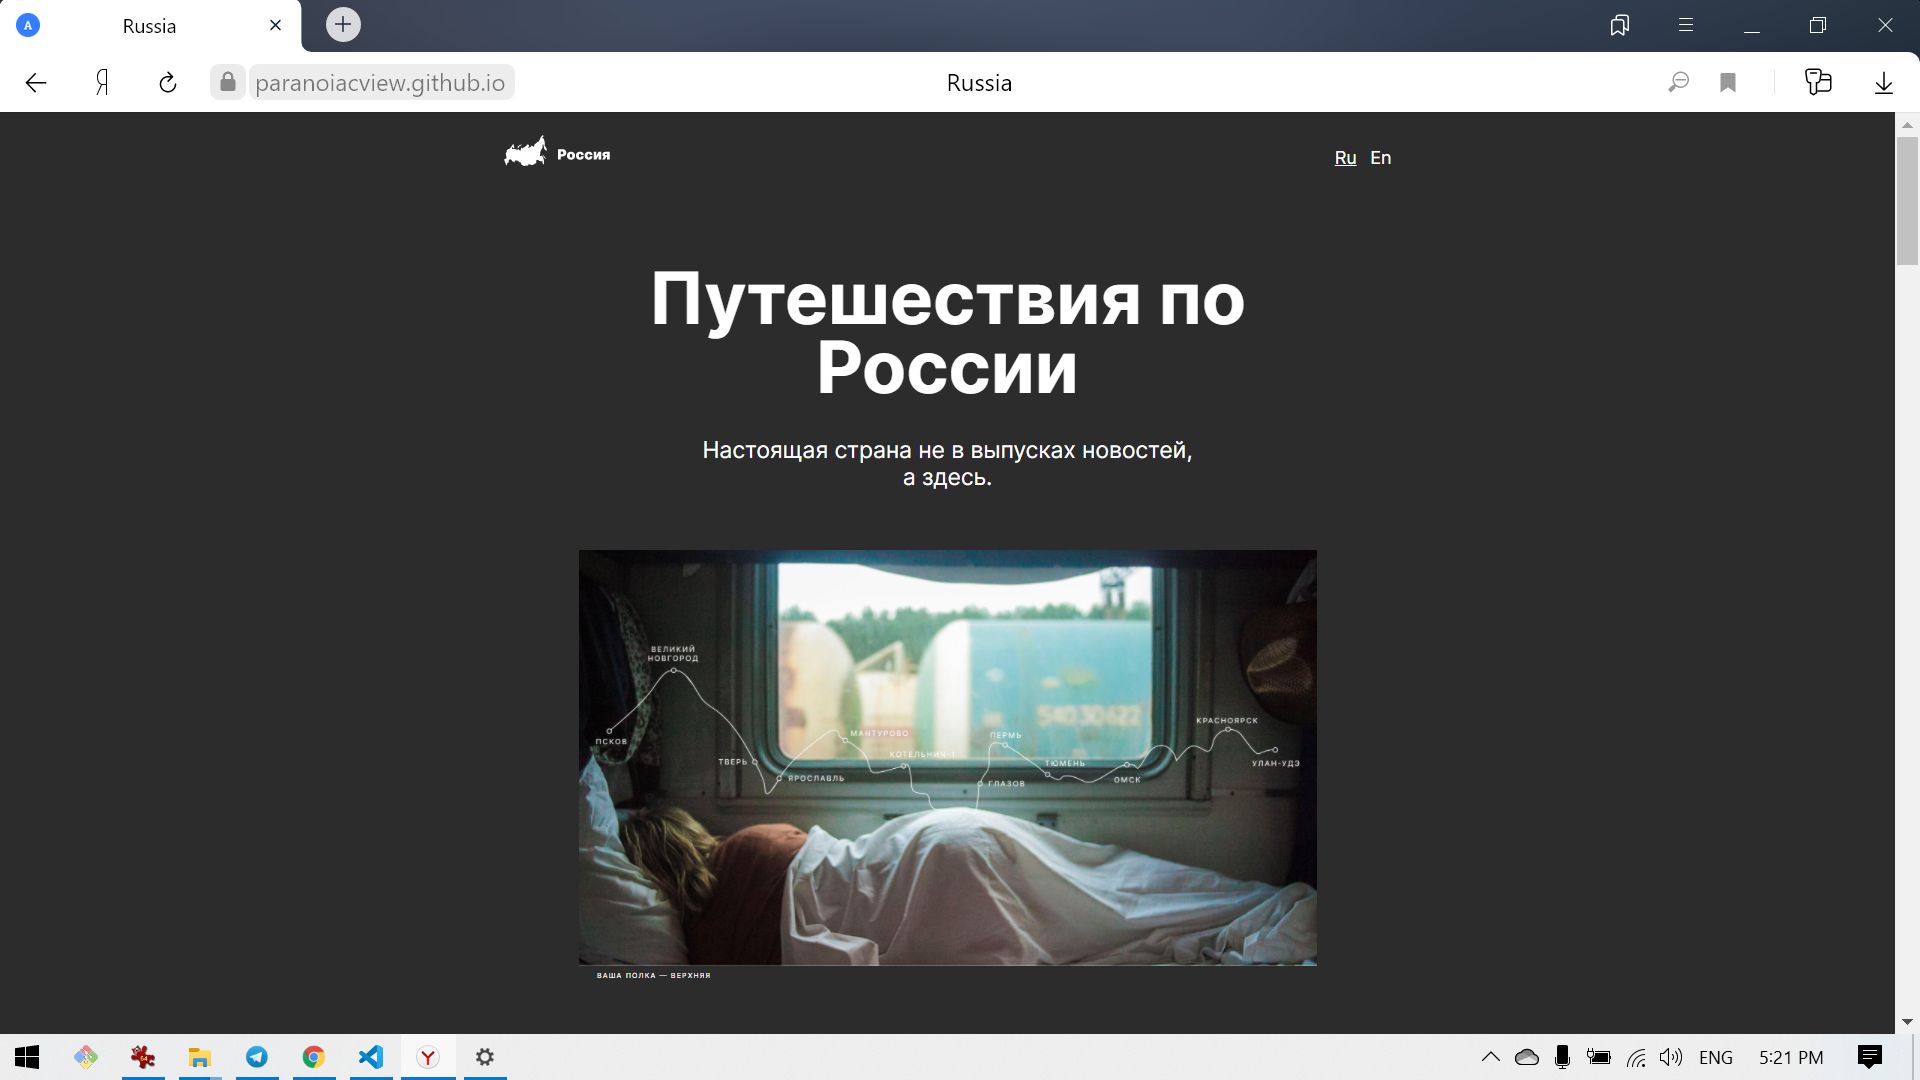 Russia
paranoiacview.github.io
Russia
Россия
Ru En
Путешествия по
России
Настоящая страна не в выпусках новостей,
а здесь.
ВЕЛИКИЙ
НОВГОРОД
ПСКОВ
ТВЕРЬ
ЯРОСЛАВЛЬ
МАНТУРОВО
КОТЕЛЬНИЧ-1
ПЕРМЬ
ГЛАЗОВ
ТЮМЕНЬ
ОМСК
КРАСНОЯРСК
УЛАН-УДЭ
54030622
ВАША ПОЛКА — ВЕРХНЯЯ
ENG 5:21 PM